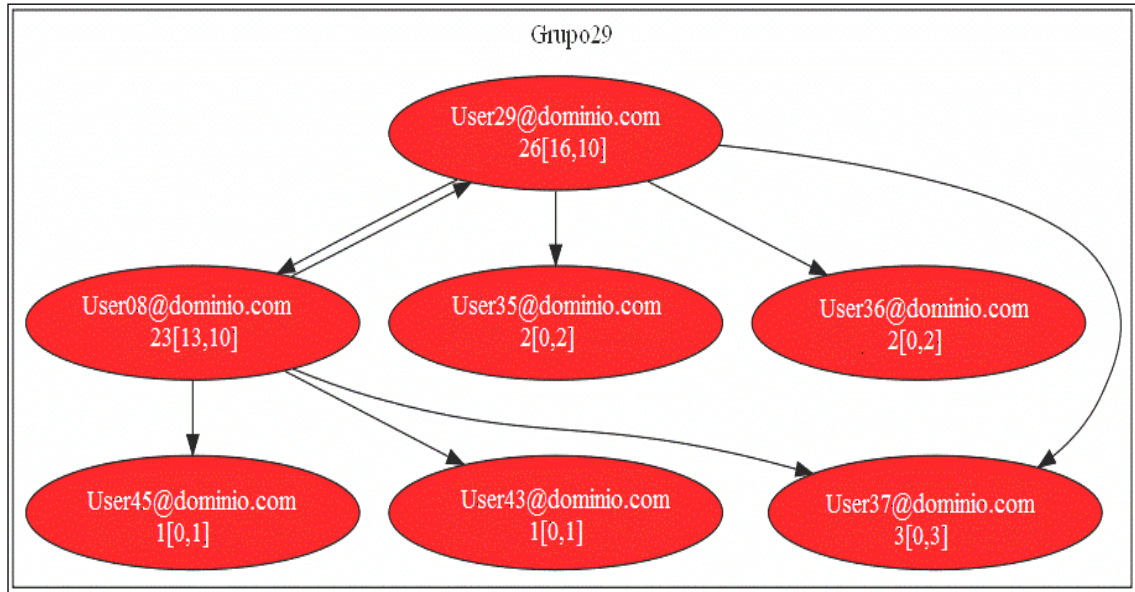 Grupo29
User29@dominio.com
26[16,10]
User08@dominio.com
23[13,10]
User35@dominio.com
2[0,2]
User36@dominio.com
2[0,2]
User45@dominio.com
1[0,1]
User43@dominio.com
1[0,1]
User37@dominio.com
3[0,3]